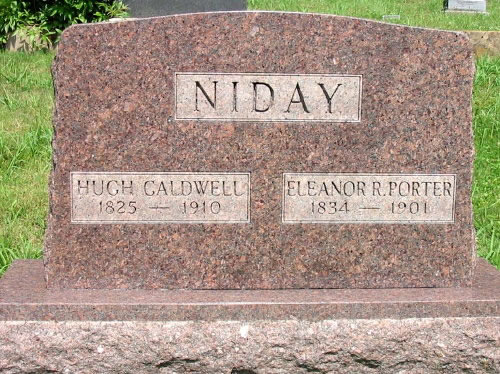 NIDAY
HUGH CALDWELL
1825 — 1910
ELEANOR R. PORTER
1834 — 1901